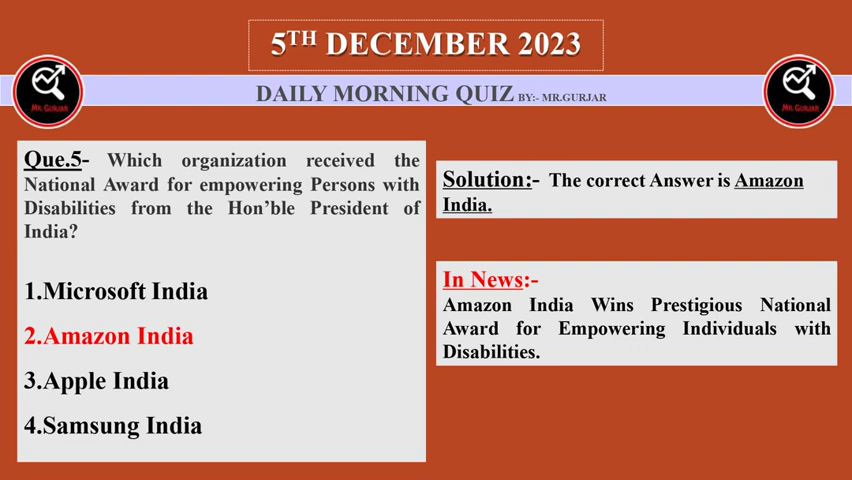 5TH DECEMBER 2023
DAILY MORNING QUIZ BY:- MR.GURJAR
MR. GURJAR
MR. GURJAR
Que.5- Which organization received the
National Award for empowering Persons with
Disabilities from the Hon’ble President of
India?
1.Microsoft India
2.Amazon India
3.Apple India
4.Samsung India
Solution:- The correct Answer is Amazon
India.
In News:-
Amazon India Wins Prestigious National
Award for Empowering Individuals with
Disabilities.